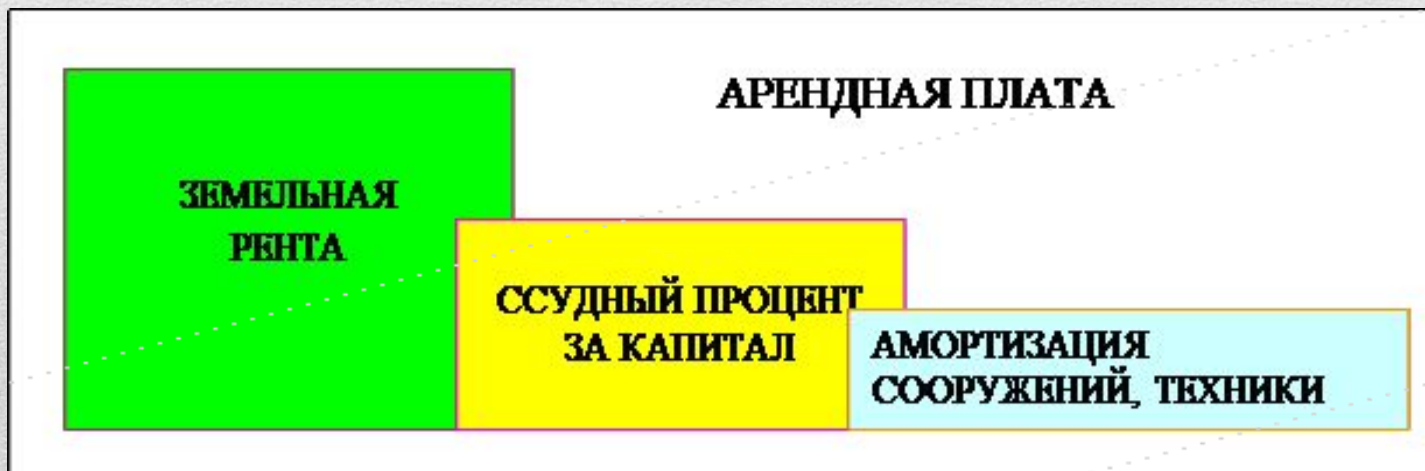 АРЕНДНАЯ ПЛАТА
ЗЕМЕЛЬНАЯ
РЕНТА
ССУДНЫЙ ПРОЦЕНТ
ЗА КАПИТАЛ
АМОРТИЗАЦИЯ
СООРУЖЕНИЙ, ТЕХНИКИ